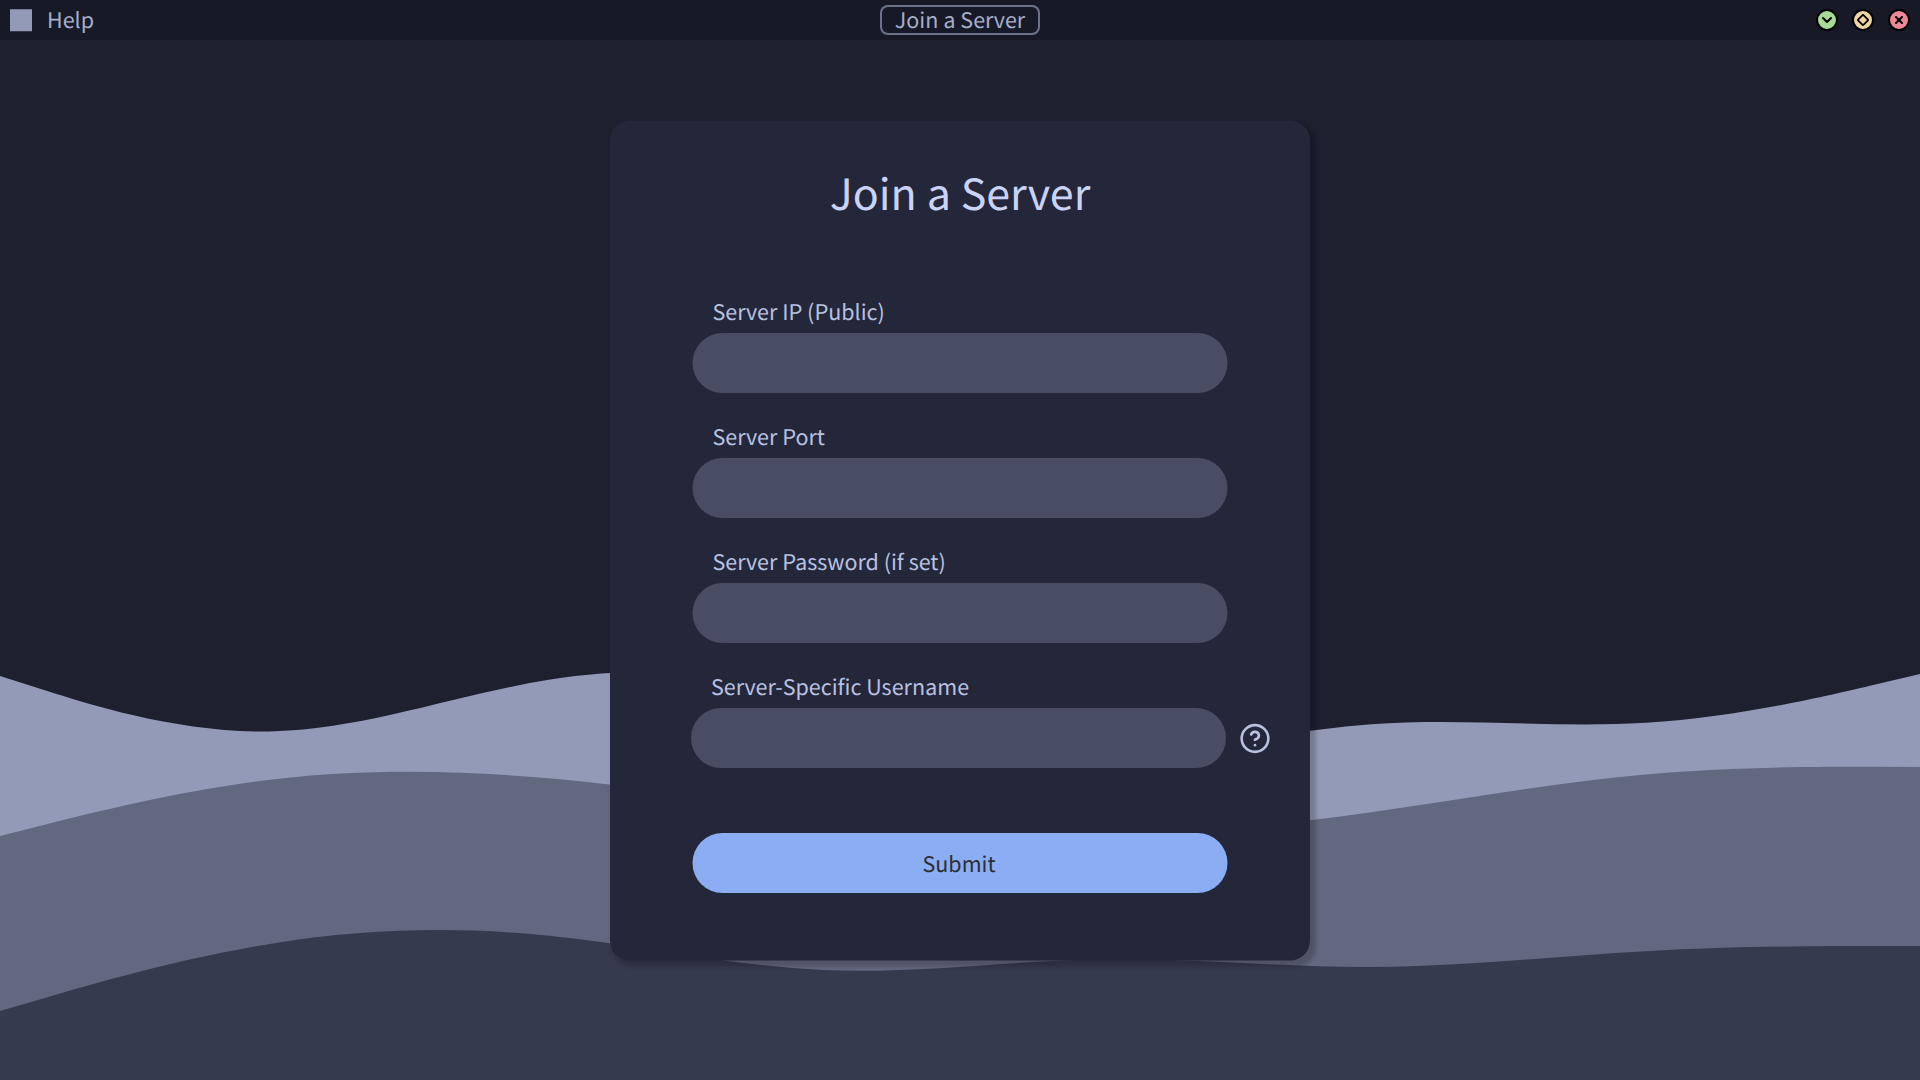 Help
Join a Server
Join a Server
Server IP (Public)
Server Port
Server Password (if set)
Server-Specific Username
?
Submit